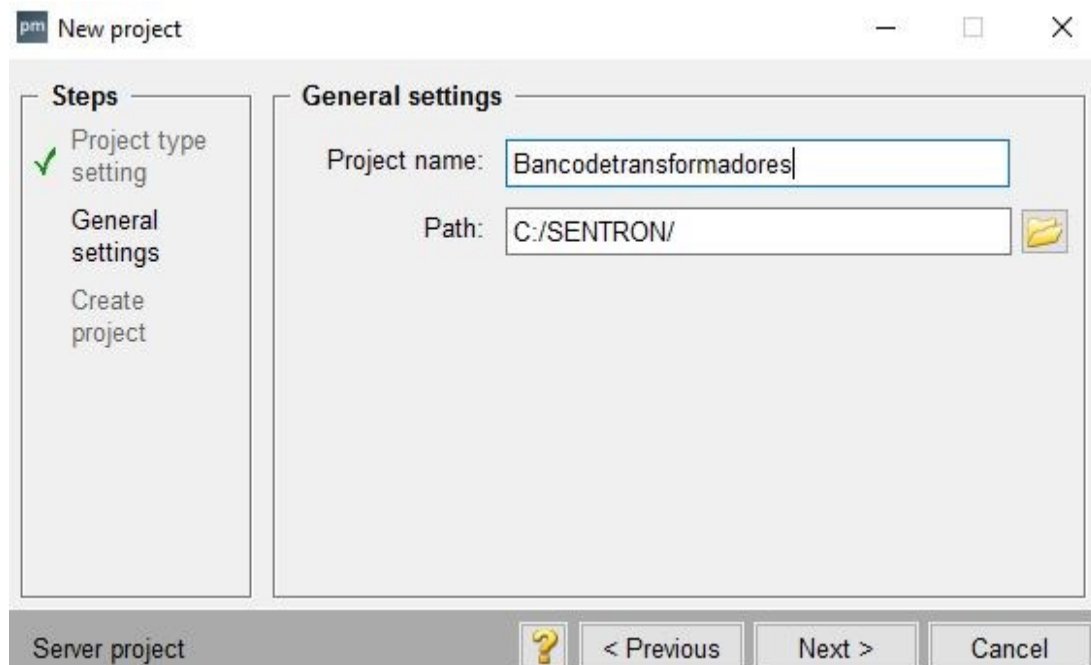 pm New project
Steps
Project type
setting
General
settings
Create
project
General settings
Project name: Bancodetransformadores
Path: C:/SENTRON/
Server project
? < Previous Next > Cancel